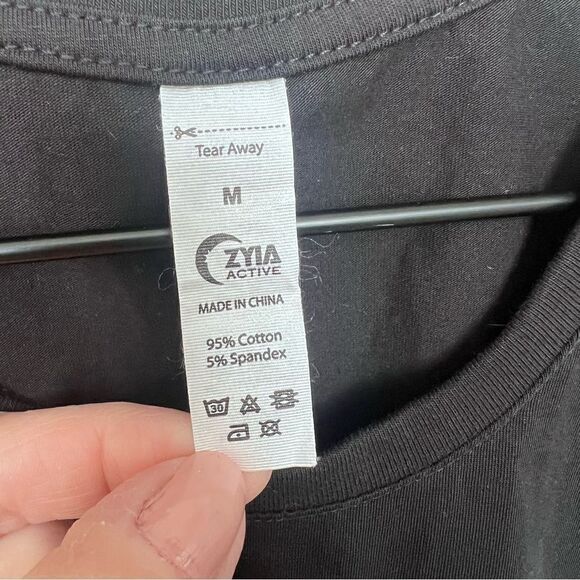 Tear Away
M
ZYIA
ACTIVE
MADE IN CHINA
95% Cotton
5% Spandex
30